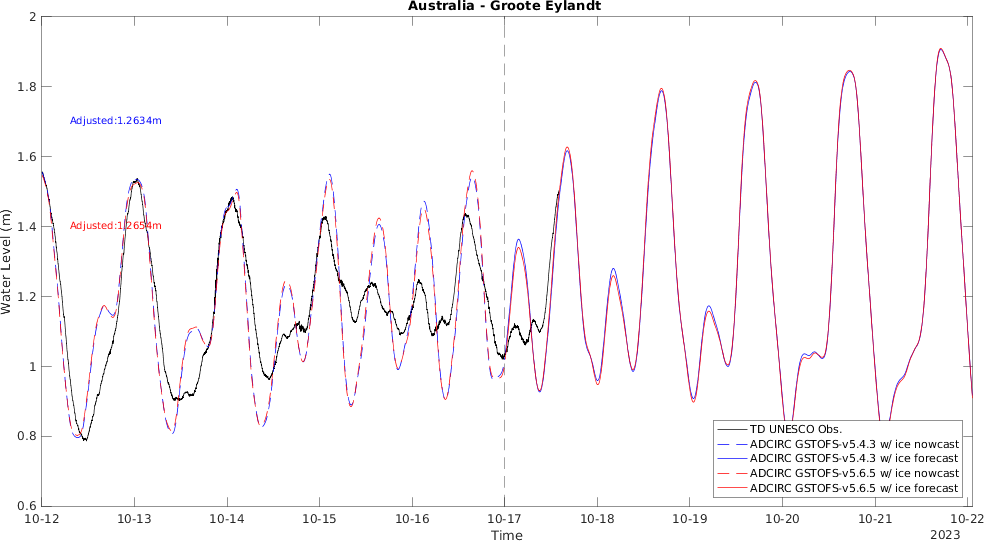 Australia - Groote Eylandt
2
1.8
1.6
1.4
1.2
1
0.8
0.6
Water Level (m)
Adjusted:1.2634m
Adjusted:1.2654m
TD UNESCO Obs.
ADCIRC GSTOFS-v5.4.3 w/ ice nowcast
ADCIRC GSTOFS-v5.4.3 w/ ice forecast
ADCIRC GSTOFS-v5.6.5 w/ ice nowcast
ADCIRC GSTOFS-v5.6.5 w/ ice forecast
10-12 10-13 10-14 10-15 10-16 10-17 10-18 10-19 10-20 10-21 10-22
Time 2023